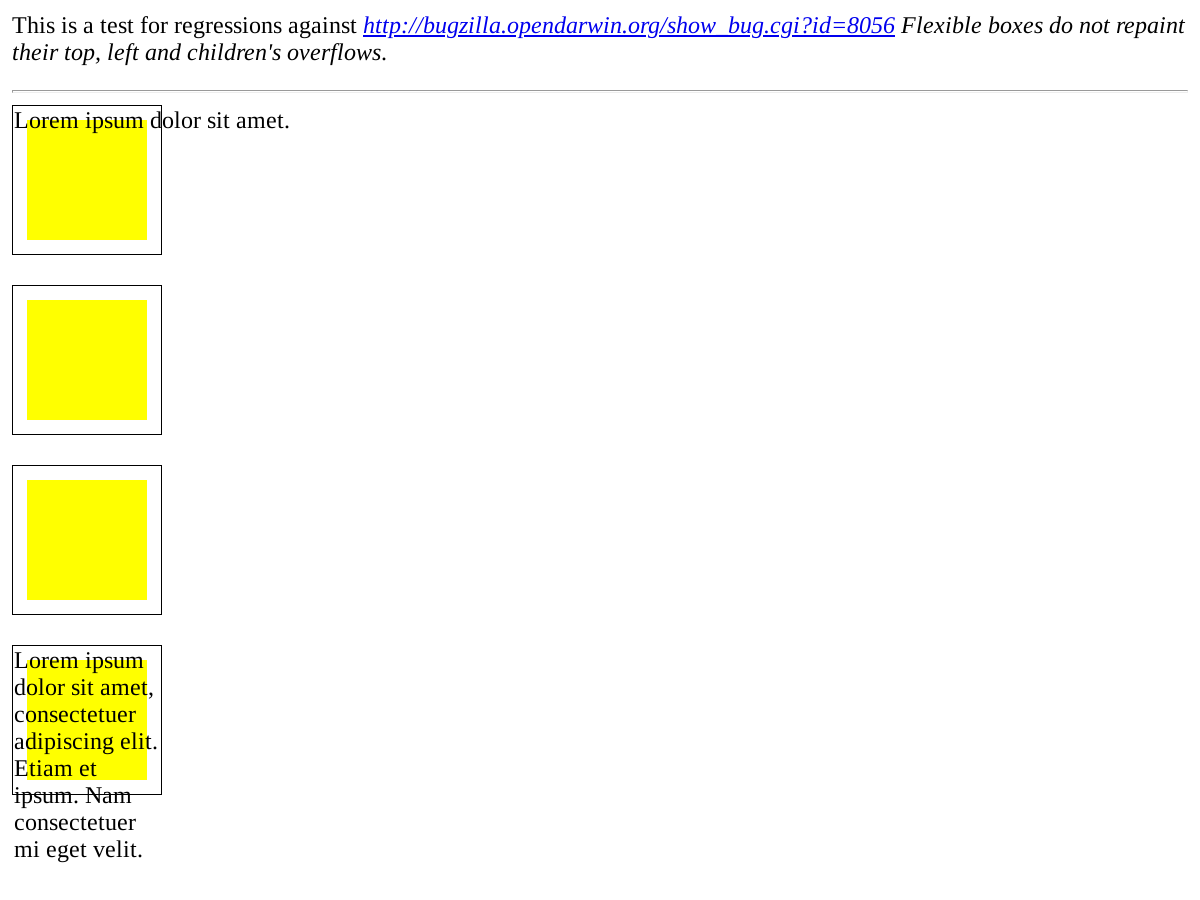 This is a test for regressions against http://bugzilla.opendarwin.org/show_bug.cgi?id=8056 Flexible boxes do not repaint
their top, left and children's overflows.
Lorem ipsum dolor sit amet.
Lorem ipsum
dolor sit amet,
consectetuer
adipiscing elit.
Etiam et
ipsum. Nam
consectetuer
mi eget velit.